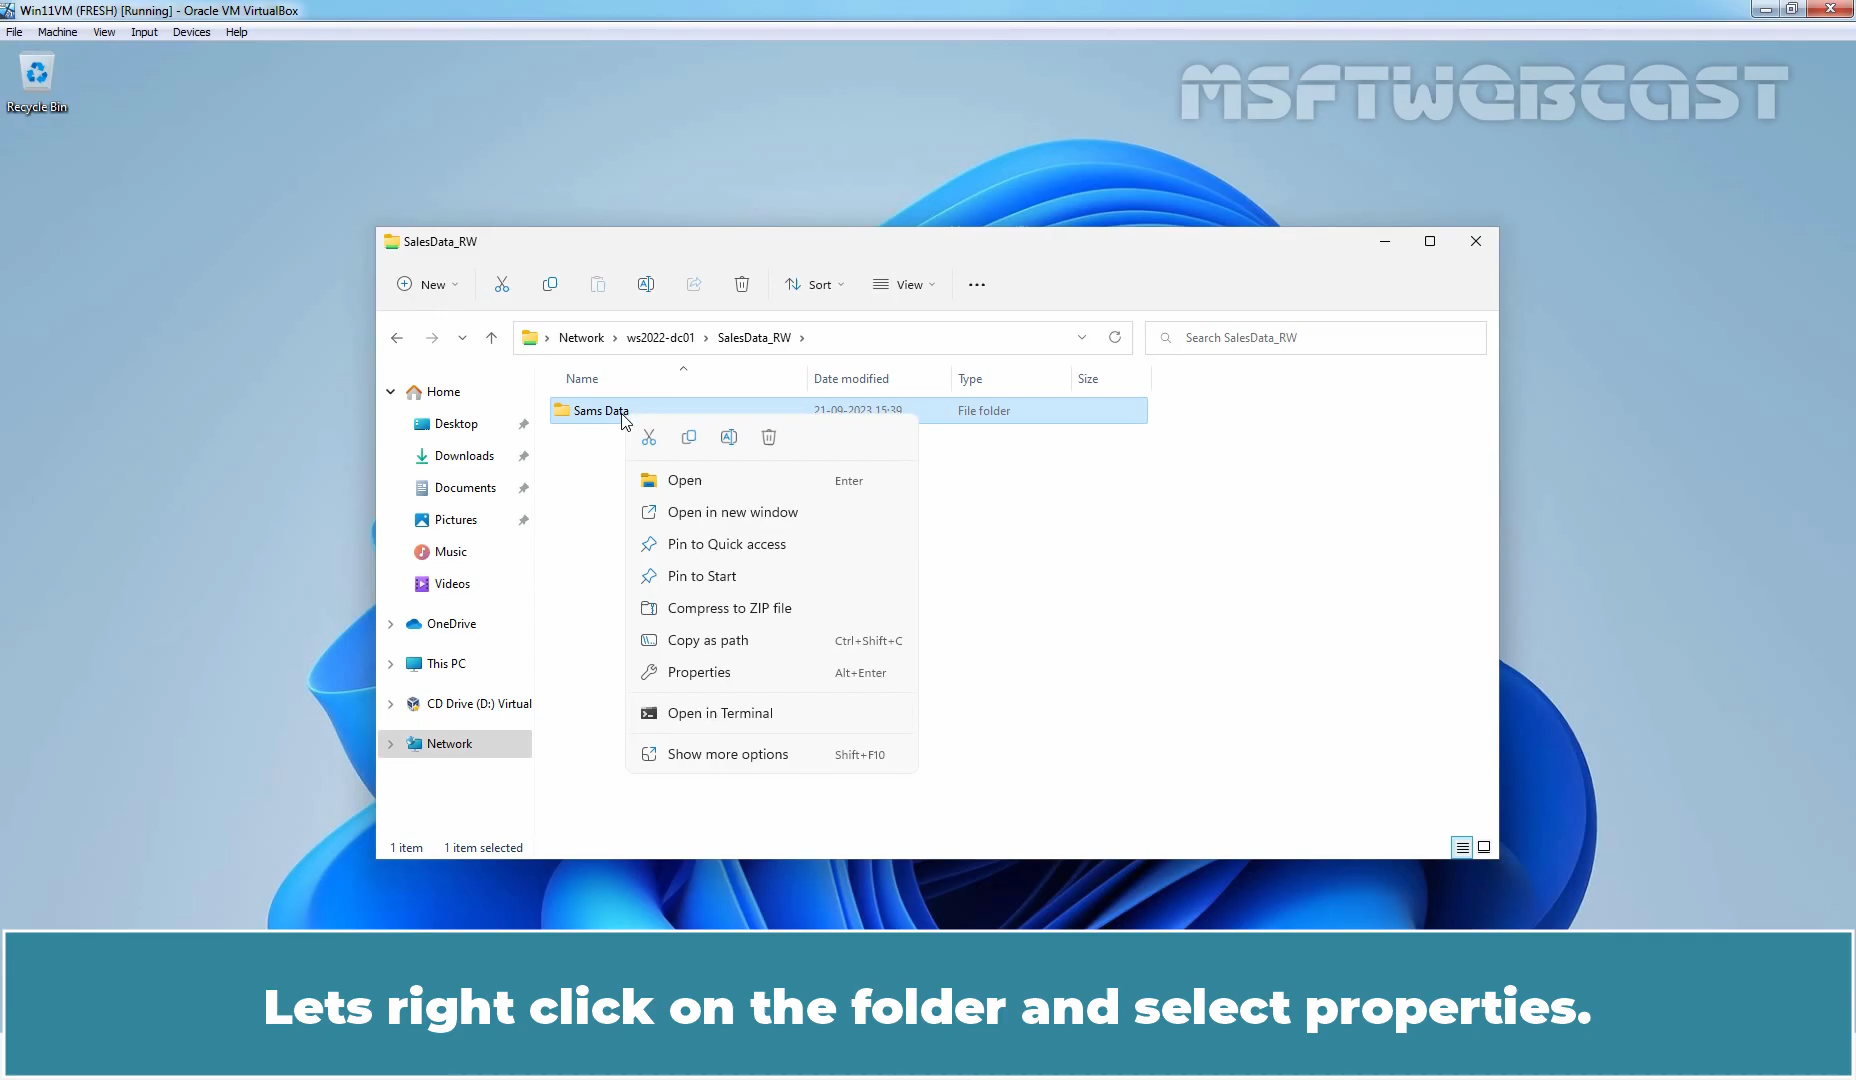 Win11VM (FRESH) [Running] - Oracle VM VirtualBox
File Machine View Input Devices Help
Recycle Bin
MSFTWEBCAST
SalesData_RW
New Sort View
Network ws2022-dc01 SalesData_RW
Search SalesData_RW
Name Date modified Type Size
Sams Data 21-09-2023 15:39 File folder
Home
Desktop
Downloads
Documents
Pictures
Music
Videos
OneDrive
This PC
CD Drive (D:) Virtual
Network
Open Enter
Open in new window
Pin to Quick access
Pin to Start
Compress to ZIP file
Copy as path Ctrl+Shift+C
Properties Alt+Enter
Open in Terminal
Show more options Shift+F10
1 item 1 item selected
Lets right click on the folder and select properties.